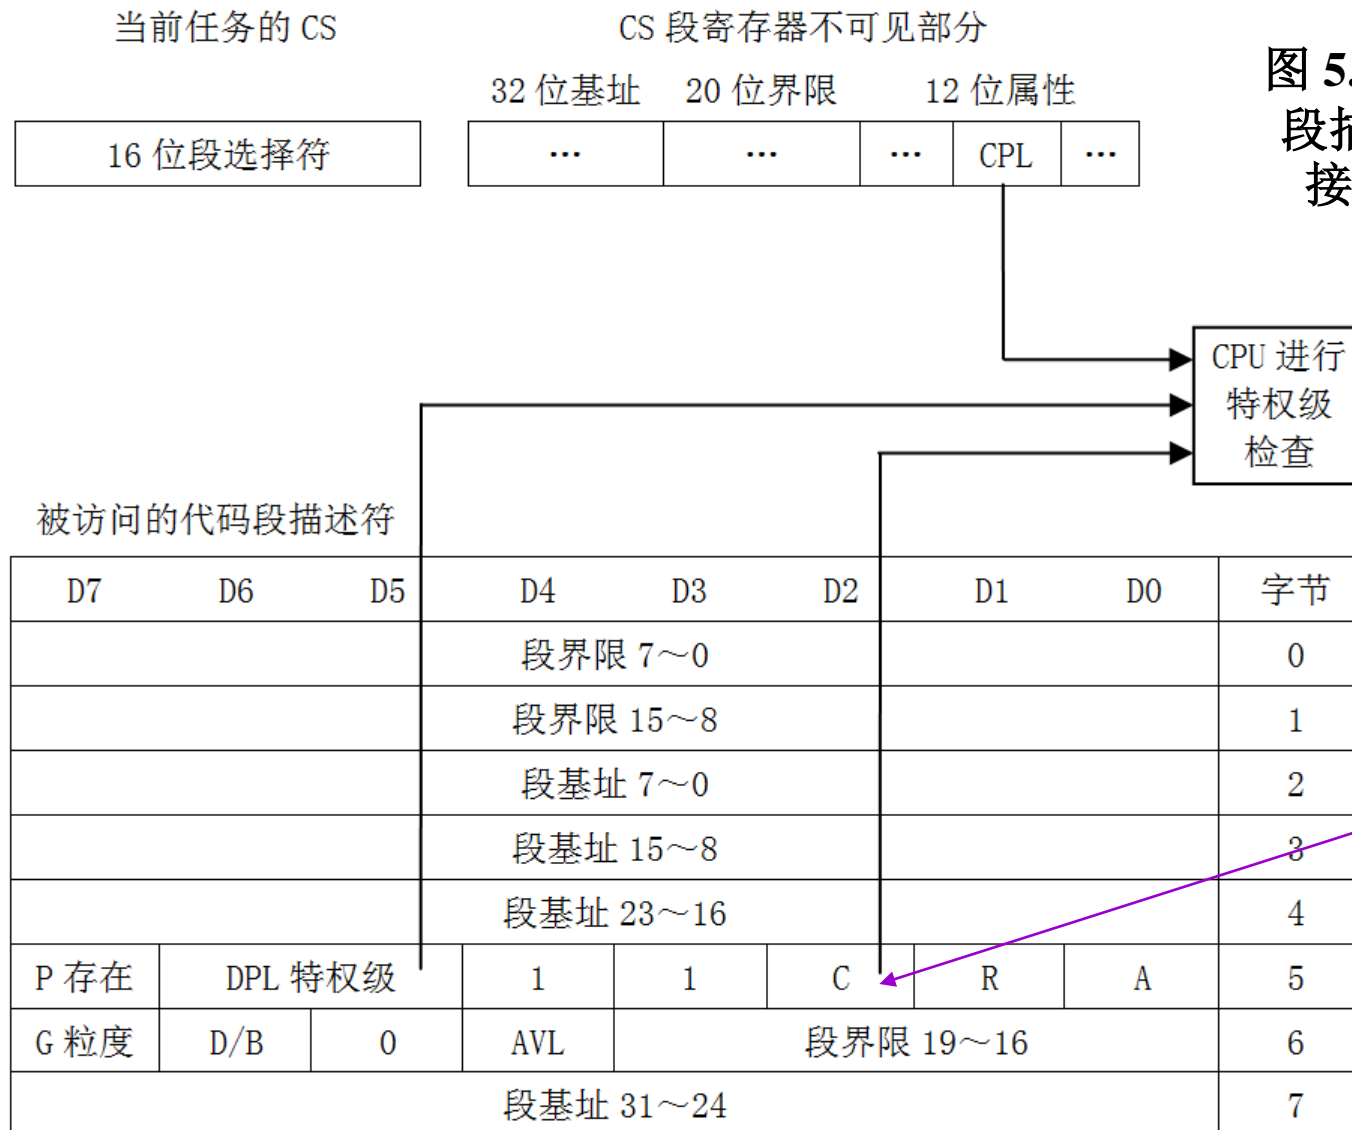 当前任务的 CS
CS 段寄存器不可见部分
32 位基址 20 位界限 12 位属性
图 5.
段
接
16 位段选择符
… … … CPL …
CPU 进行
特权级
检查
被访问的代码段描述符
D7 D6 D5 D4 D3 D2 D1 D0 字节
段界限 7～0 0
段界限 15～8 1
段基址 7～0 2
段基址 15～8 3
段基址 23～16 4
P 存在 DPL 特权级 1 1 C R A 5
G 粒度 D/B 0 AVL 段界限 19～16 6
段基址 31～24 7